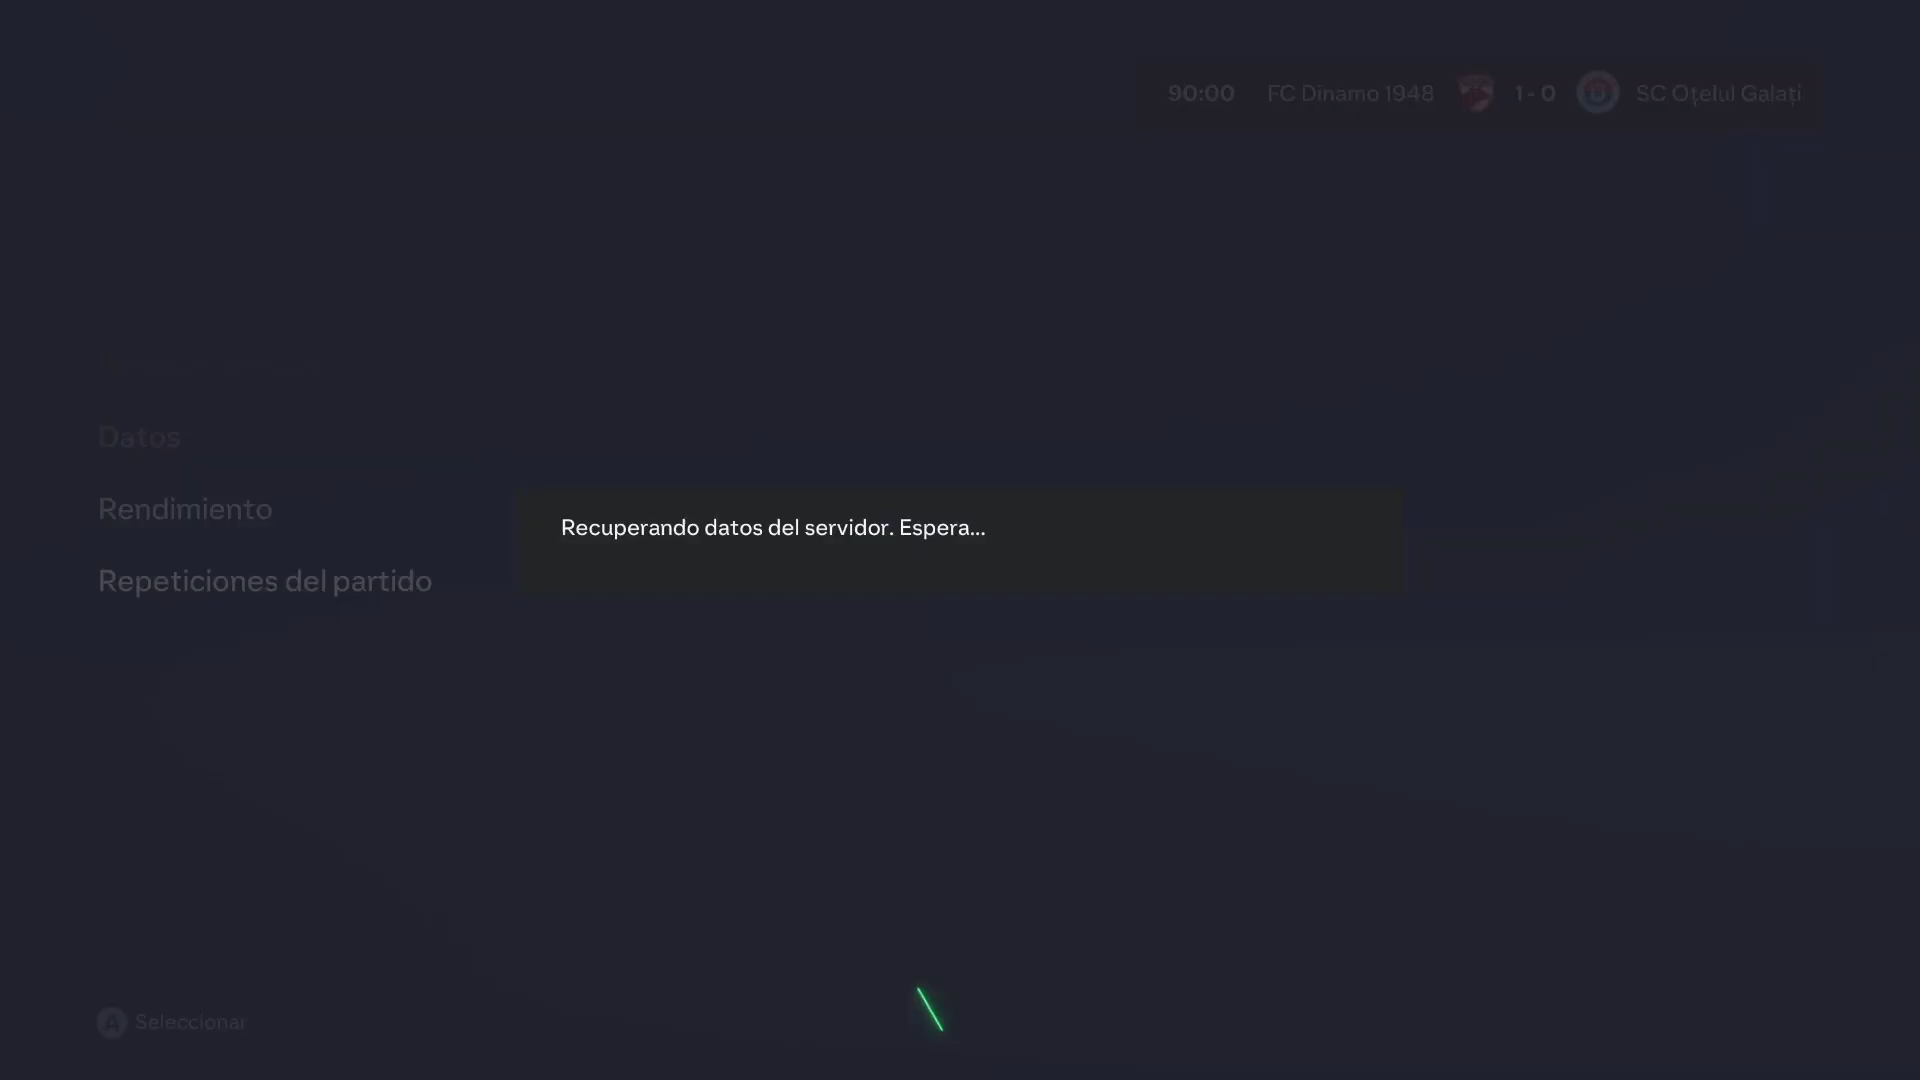 90:00 FC Dinamo 1948 1 - 0 SC Oțelul Galați
Datos
Rendimiento
Recuperando datos del servidor. Espera...
Repeticiones del partido
A Seleccionar